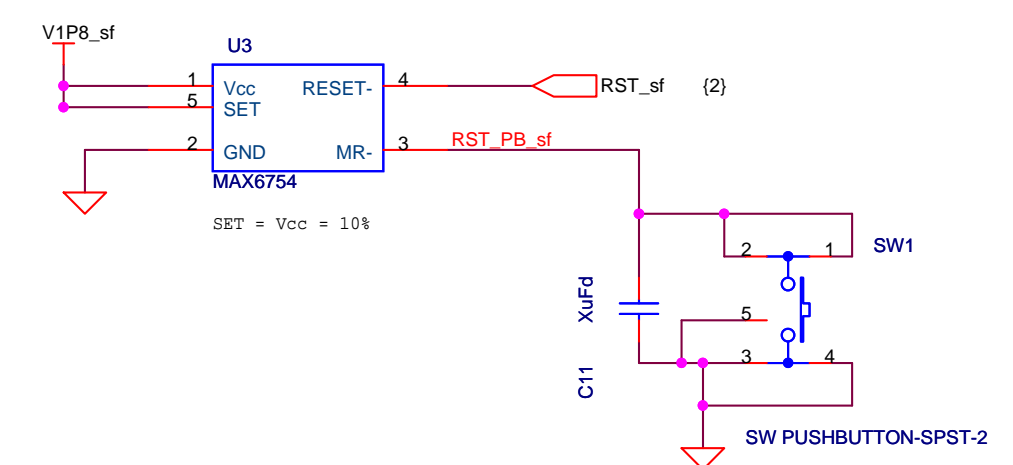 V1P8_sf
U3
1 Vcc RESET- 4 RST_sf {2}
5 SET
2 GND MR- 3 RST_PB_sf
MAX6754
SET = Vcc = 10%
2 1 SW1
XuFd
5
3 4
C11
SW PUSHBUTTON-SPST-2